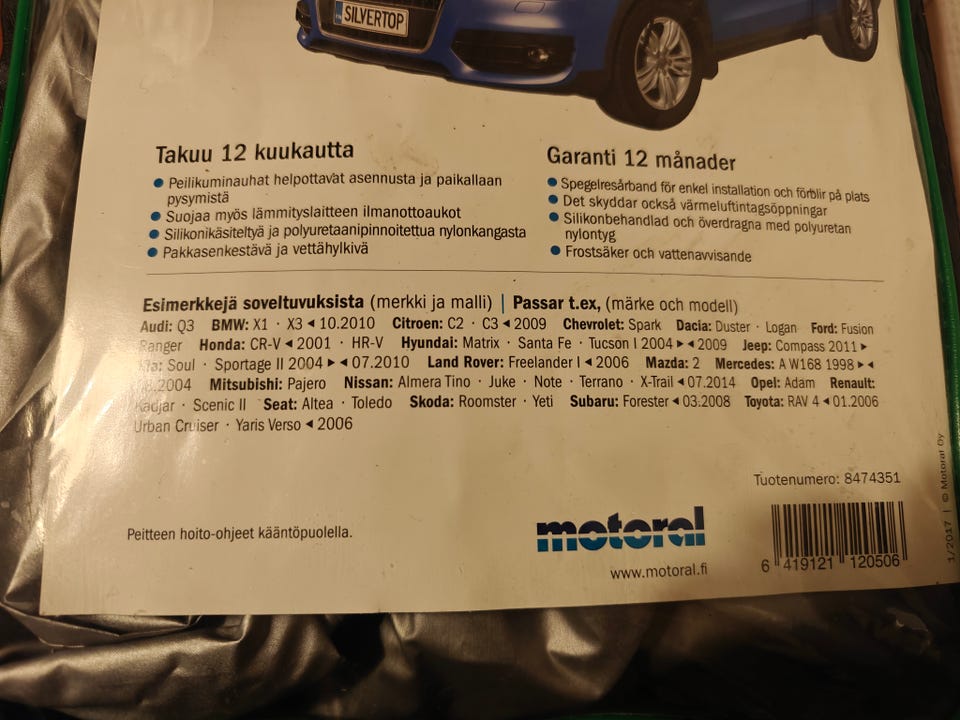 SILVERTOP
Takuu 12 kuukautta
Peilikuminauhat helpottavat asennusta ja paikallaan
pysymistä
Suojaa myös lämmityslaitteen ilmanottoaukot
Silikonikäsiteltyä ja polyuretaanipinnoitettua nylonkangasta
Pakkasenkestävä ja vettähylkivä
Garanti 12 månader
Spegelresårband för enkel installation och förblir på plats
Det skyddar också värmeluftintagsöppningar
Silikonbehandlad och överdragna med polyuretan
nylontyg
Frostsäker och vattenavvisande
Esimerkkejä soveltuvuksista (merkki ja malli) | Passar t.ex, (märke och modell)
Audi: Q3 BMW: X1 · X3 ◄ 10.2010 Citroen: C2 · C3 ◄ 2009 Chevrolet: Spark Dacia: Duster · Logan Ford: Fusion
Ranger Honda: CR-V ◄ 2001 · HR-V Hyundai: Matrix · Santa Fe · Tucson I 2004 ►◄ 2009 Jeep: Compass 2011 ►
Kia: Soul · Sportage II 2004 ►◄ 07.2010 Land Rover: Freelander I ◄ 2006 Mazda: 2 Mercedes: A W168 1998 ►◄
.2004 Mitsubishi: Pajero Nissan: Almera Tino · Juke · Note · Terrano · X-Trail ◄ 07.2014 Opel: Adam Renault:
Kadjar · Scenic II Seat: Altea · Toledo Skoda: Roomster · Yeti Subaru: Forester ◄ 03.2008 Toyota: RAV 4 ◄ 01.2006
Urban Cruiser · Yaris Verso ◄ 2006
Tuotenumero: 8474351
Peitteen hoito-ohjeet kääntöpuolella.
motoral
www.motoral.fi
6 419121 120506
1/2017 | © Motoral Oy